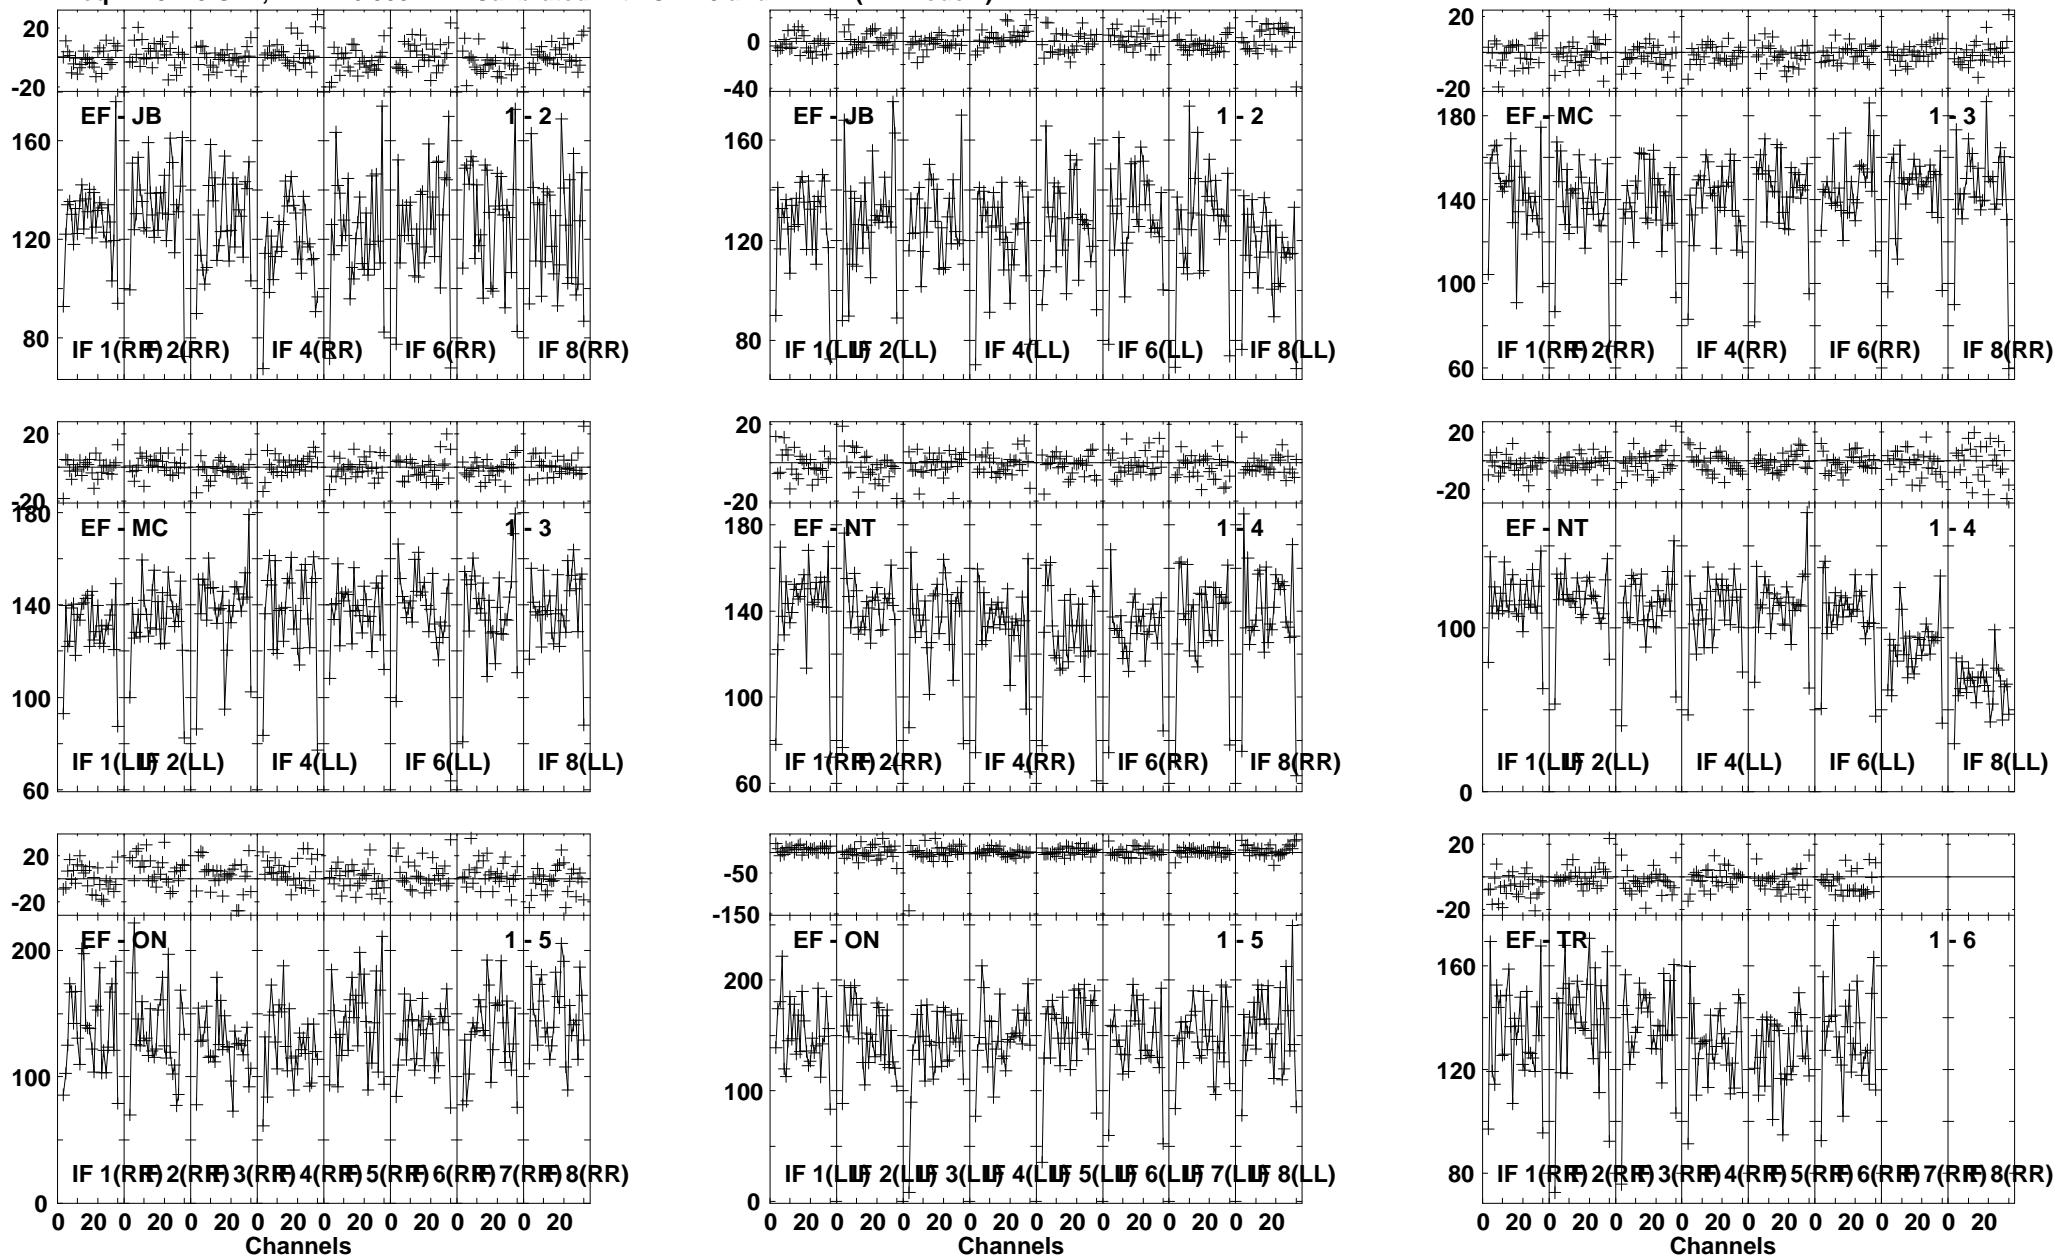 20
-20
EF - JB 1 - 2
160
120
80
IF 1(RR) IF 2(RR) IF 4(RR) IF 6(RR) IF 8(RR)
0
-40
EF - JB 1 - 2
160
120
80
IF 1(LL) IF 2(LL) IF 4(LL) IF 6(LL) IF 8(LL)
20
-20
EF - MC 1 - 3
180
140
100
60
IF 1(RR) IF 2(RR) IF 4(RR) IF 6(RR) IF 8(RR)
20
-20
180
EF - MC 1 - 3
140
100
60
IF 1(LL) IF 2(LL) IF 4(LL) IF 6(LL) IF 8(LL)
20
-20
EF - NT 1 - 4
180
140
100
60
IF 1(RR) IF 2(RR) IF 4(RR) IF 6(RR) IF 8(RR)
20
-20
EF - NT 1 - 4
100
0
IF 1(LL) IF 2(LL) IF 4(LL) IF 6(LL) IF 8(LL)
20
-20
EF - ON 1 - 5
200
100
0
IF 1(RR) IF 2(RR) IF 3(RR) IF 4(RR) IF 5(RR) IF 6(RR) IF 7(RR) IF 8(RR)
0 20 0 20 0 20 0 20 0 20 0 20 0 20 0 20
Channels
-50
-150
EF - ON 1 - 5
200
100
0
IF 1(LL) IF 2(LL) IF 3(LL) IF 4(LL) IF 5(LL) IF 6(LL) IF 7(LL) IF 8(LL)
0 20 0 20 0 20 0 20 0 20 0 20 0 20 0 20
Channels
20
-20
EF - TR 1 - 6
160
120
80
IF 1(RR) IF 2(RR) IF 3(RR) IF 4(RR) IF 5(RR) IF 6(RR) IF 7(RR) IF 8(RR)
0 20 0 20 0 20 0 20 0 20 0 20 0 20 0 20
Channels